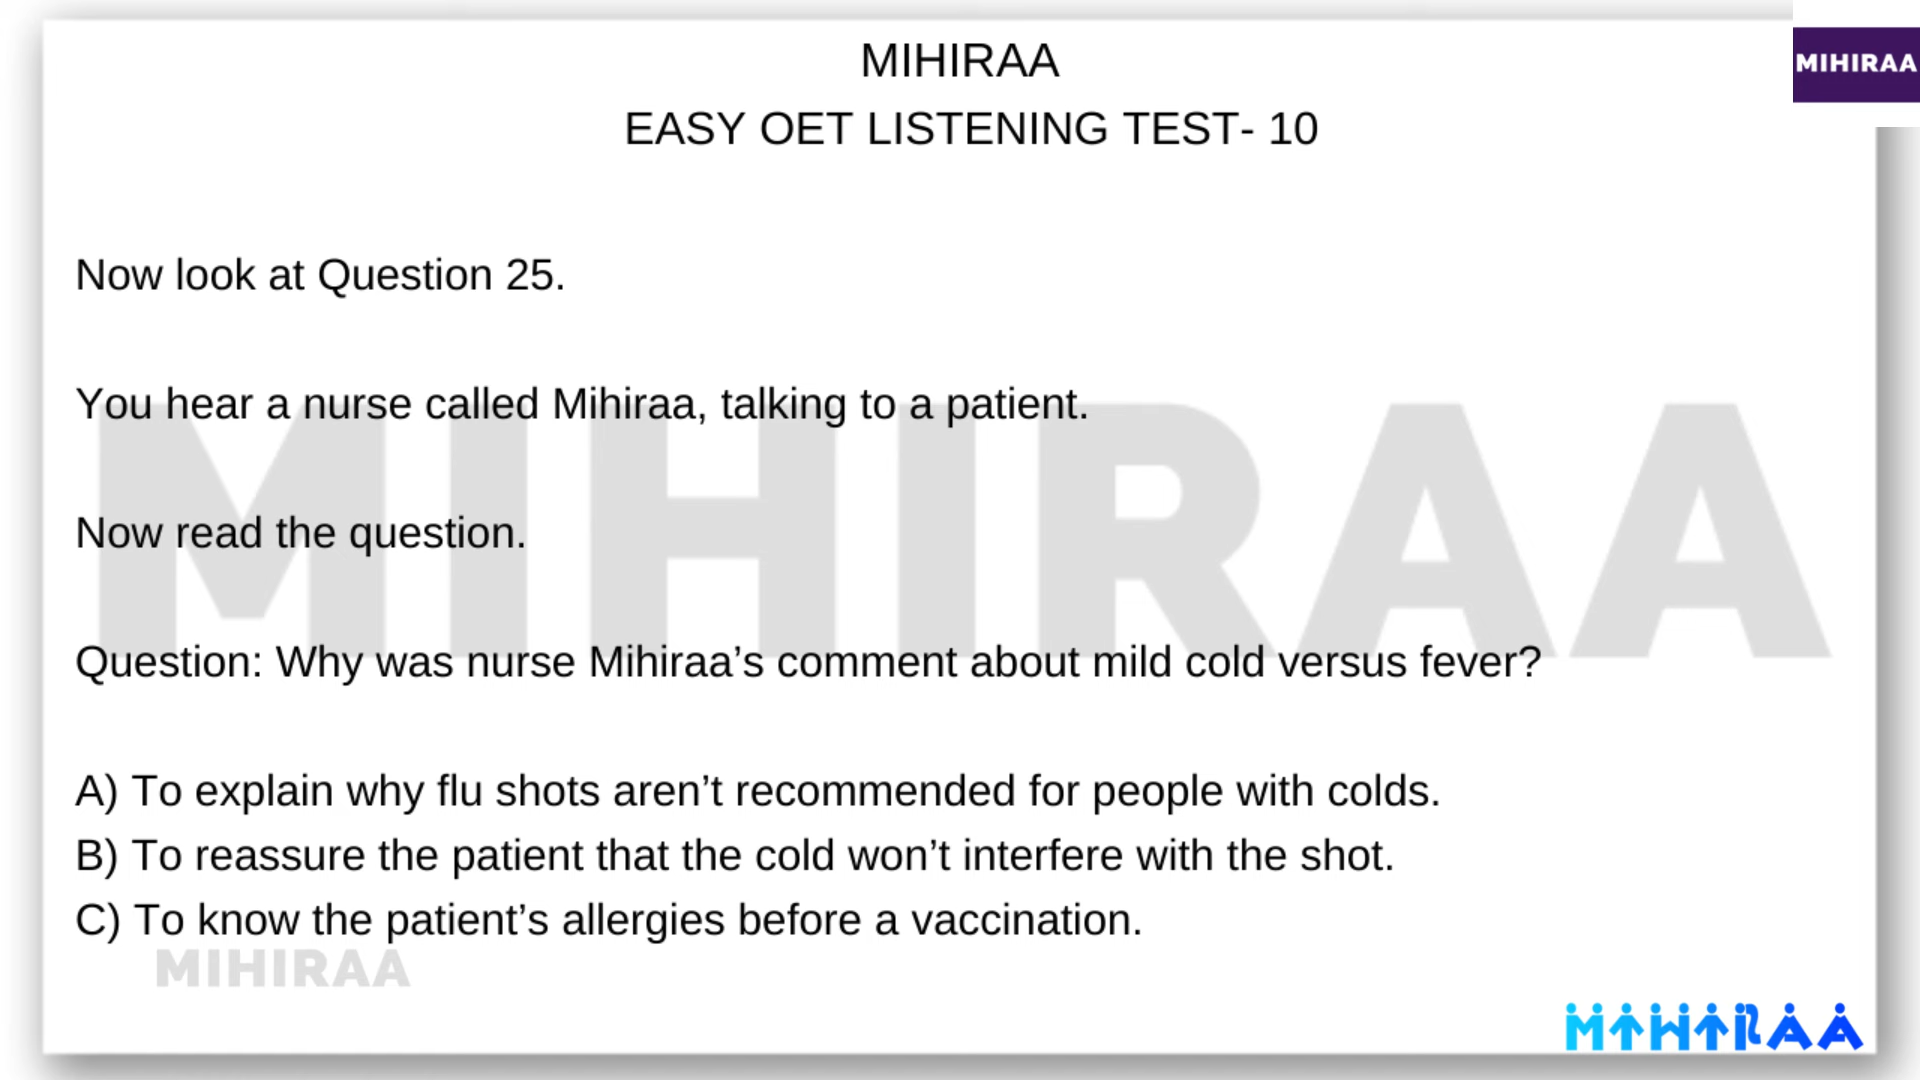 MIHIRAA
MIHIRAA
EASY OET LISTENING TEST- 10
Now look at Question 25.
You hear a nurse called Mihiraa, talking to a patient.
MIHIRAA
Now read the question.
Question: Why was nurse Mihiraa’s comment about mild cold versus fever?
A) To explain why flu shots aren’t recommended for people with colds.
B) To reassure the patient that the cold won’t interfere with the shot.
C) To know the patient’s allergies before a vaccination.
MIHIRAA
MIHIRAA